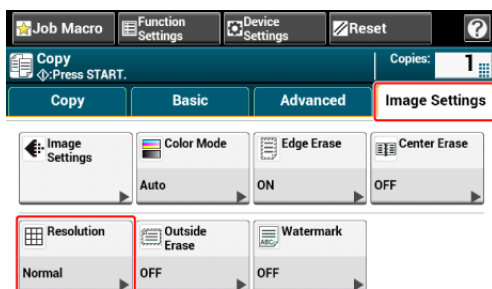 Job Macro
Function
Settings
Device
Settings
Reset
?
Copy
:Press START.
Copies:
1
Copy
Basic
Advanced
Image Settings
Image
Settings
Color Mode
Auto
Edge Erase
ON
Center Erase
OFF
Resolution
Normal
Outside
Erase
OFF
ABC
Watermark
OFF